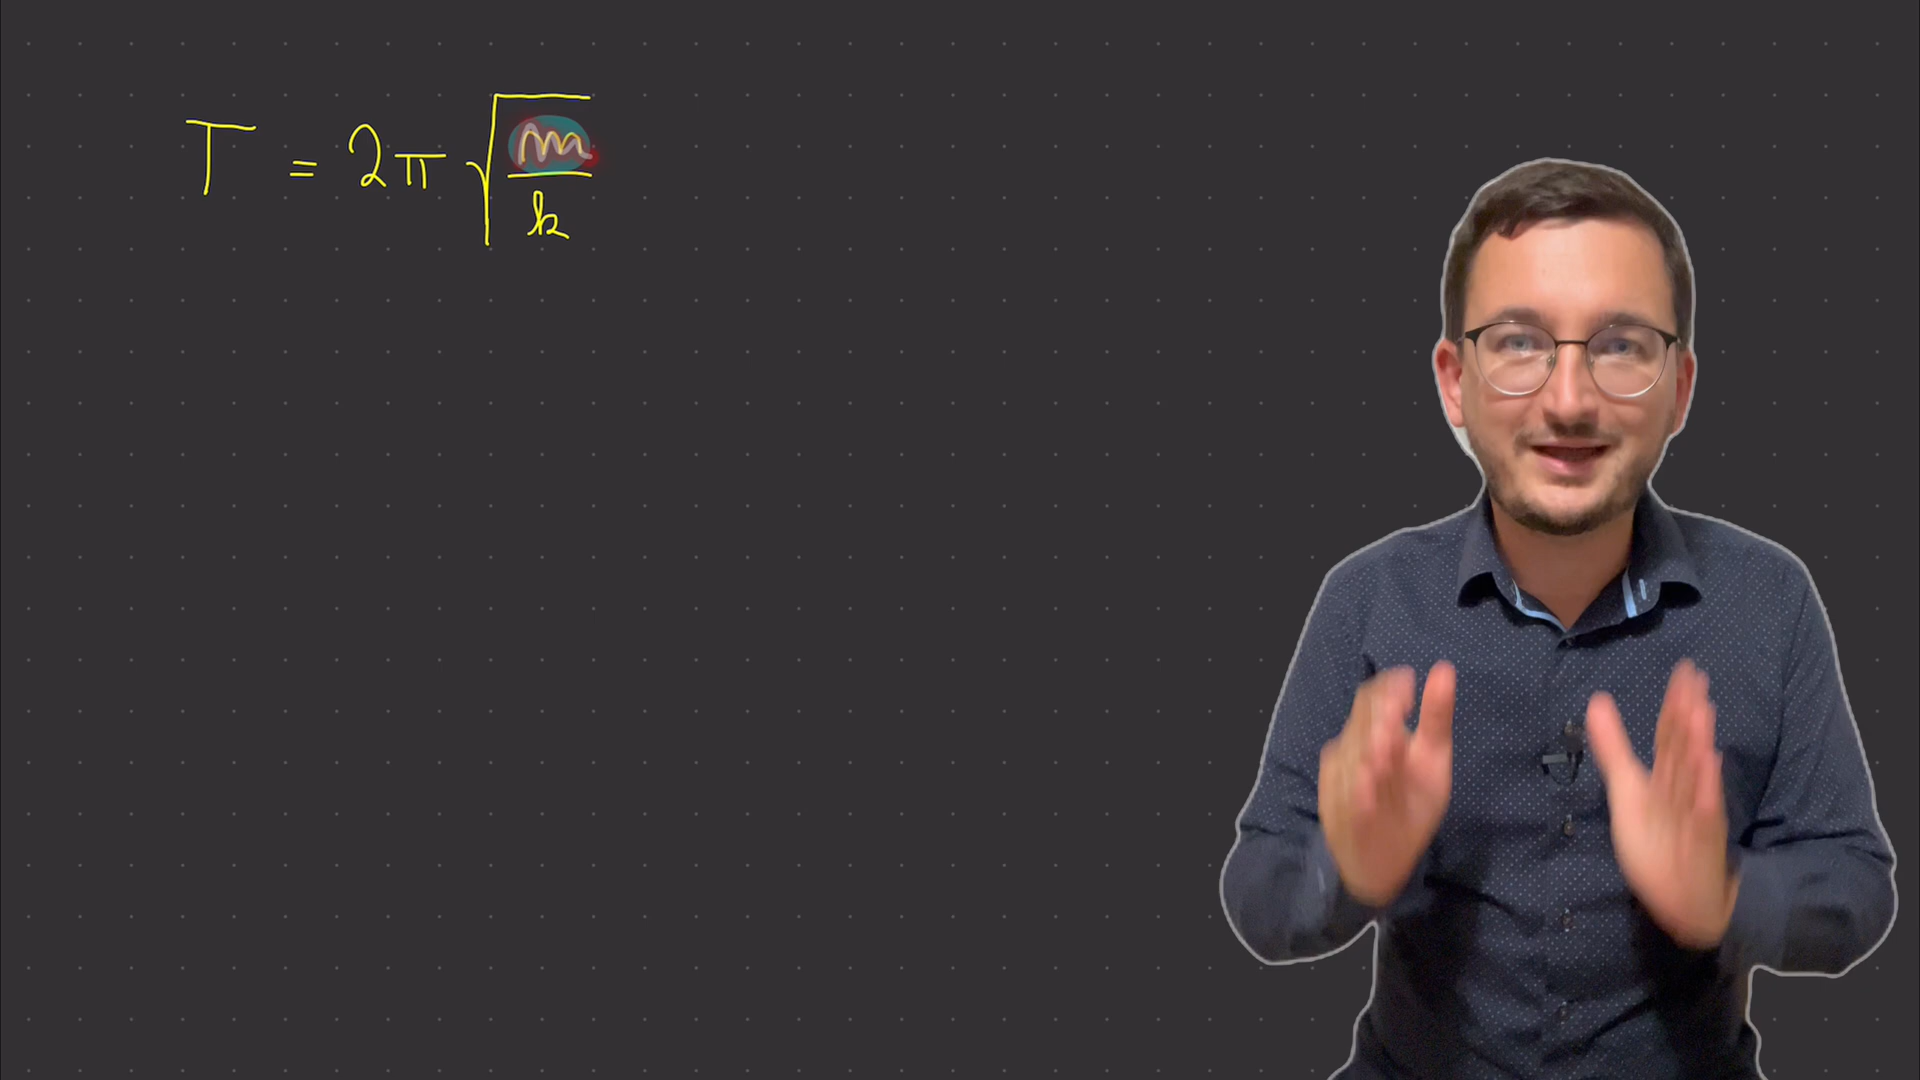 T = 2π √(m/k)